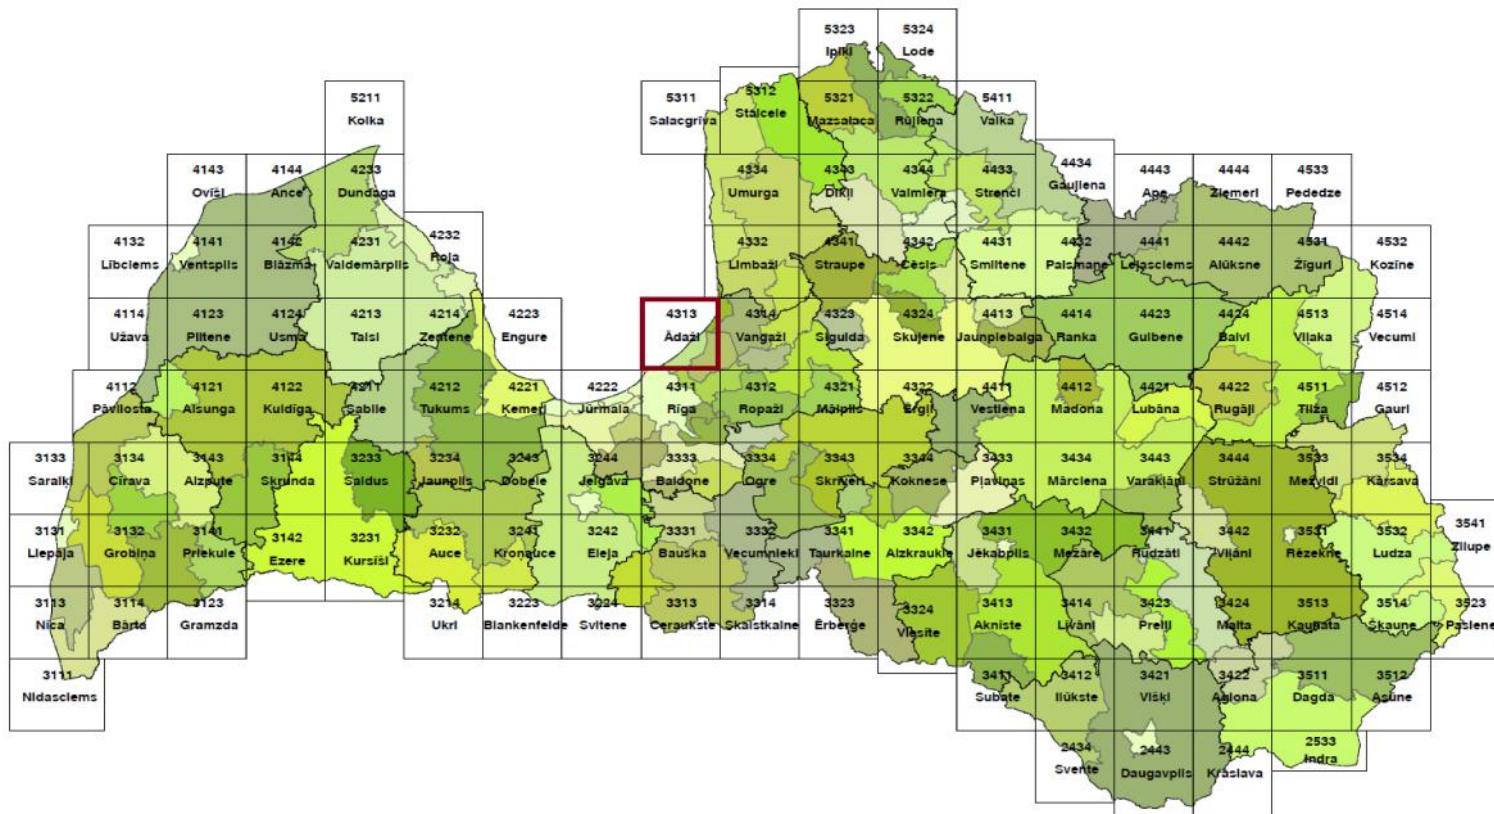 5323
Ipiķi
5324
Lode
5211
Kolka
5311
Salacgrīva
5312
Staicele
5321
Mazsalaca
5322
Rūjiena
5411
Valka
4143
Ovīši
4144
Ance
4233
Dundaga
4334
Umurga
4343
Dikļi
4344
Valmiera
4433
Strenči
4434
Gaujiena
4443
Ape
4444
Ziemeri
4533
Pededze
4132
Lībciems
4141
Ventspils
4142
Blāzma
4231
Valdemārpils
4232
Roja
4332
Limbaži
4341
Straupe
4342
Cēsis
4431
Smiltene
4432
Palsmane
4441
Lejasciems
4442
Alūksne
4531
Žīguri
4532
Kozīne
4114
Užava
4123
Piltene
4124
Usma
4213
Talsi
4214
Zentene
4223
Engure
4313
Ādaži
4314
Vangaži
4323
Sigulda
4324
Skujene
4413
Jaunpiebalga
4414
Ranka
4423
Gulbene
4424
Balvi
4513
Viļaka
4514
Vecumi
4112
Pāvilosta
4121
Alsunga
4122
Kuldīga
4211
Sabile
4212
Tukums
4221
Ķemeri
4222
Jūrmala
4311
Rīga
4312
Ropaži
4321
Mālpils
4322
Ērgļi
4411
Vestiena
4412
Madona
4421
Lubāna
4422
Rugāji
4511
Tilža
4512
Gauri
3133
Saraiķi
3134
Cīrava
3143
Aizpute
3144
Skrunda
3233
Saldus
3234
Jaunpils
3243
Dobele
3244
Jelgava
3333
Baldone
3334
Ogre
3343
Skrīveri
3344
Koknese
3433
Pļaviņas
3434
Mārciena
3443
Varakļāni
3444
Strūžāni
3533
Mežvidi
3534
Kārsava
3131
Liepāja
3132
Grobiņa
3141
Priekule
3142
Ezere
3231
Kursīši
3232
Auce
3241
Kroņauce
3242
Eleja
3331
Bauska
3332
Vecumnieki
3341
Taurkalne
3342
Aizkraukle
3431
Jēkabpils
3432
Mežāre
3441
Rudzāti
3442
Viļāni
3531
Rēzekne
3532
Ludza
3541
Zilupe
3113
Nīca
3114
Bārta
3123
Gramzda
3214
Ukri
3223
Blankenfelde
3224
Svitene
3313
Ceraukste
3314
Skaistkalne
3323
Ērberģe
3324
Viesīte
3413
Aknīste
3414
Līvāni
3423
Preiļi
3424
Malta
3513
Kaunata
3514
Šķaune
3523
Pasiene
3111
Nidasciems
3411
Subate
3412
Ilūkste
3421
Višķi
3422
Aglona
3511
Dagda
3512
Asūne
2434
Svente
2443
Daugavpils
2444
Krāslava
2533
Indra